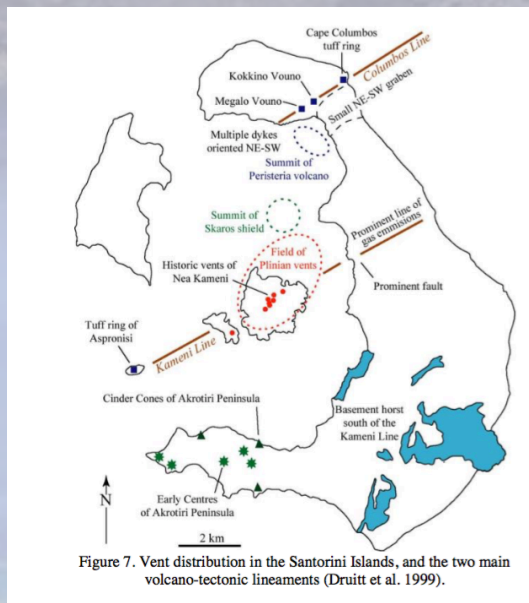 Cape Columbos
tuff ring
Columbos Line
Kokkino Vouno
Megalo Vouno
Small NE-SW graben
Multiple dykes
oriented NE-SW
Summit of
Peristeria volcano
Summit of
Skaros shield
Prominent line of
gas emmisions
Field of
Plinian vents
Historic vents of
Nea Kameni
Prominent fault
Tuff ring of
Aspronisi
Kameni Line
Cinder Cones of Akrotiri Peninsula
Basement horst
south of the
Kameni Line
N
Early Centres
of Akrotiri Peninsula
2 km
Figure 7. Vent distribution in the Santorini Islands, and the two main
volcano-tectonic lineaments (Druitt et al. 1999).